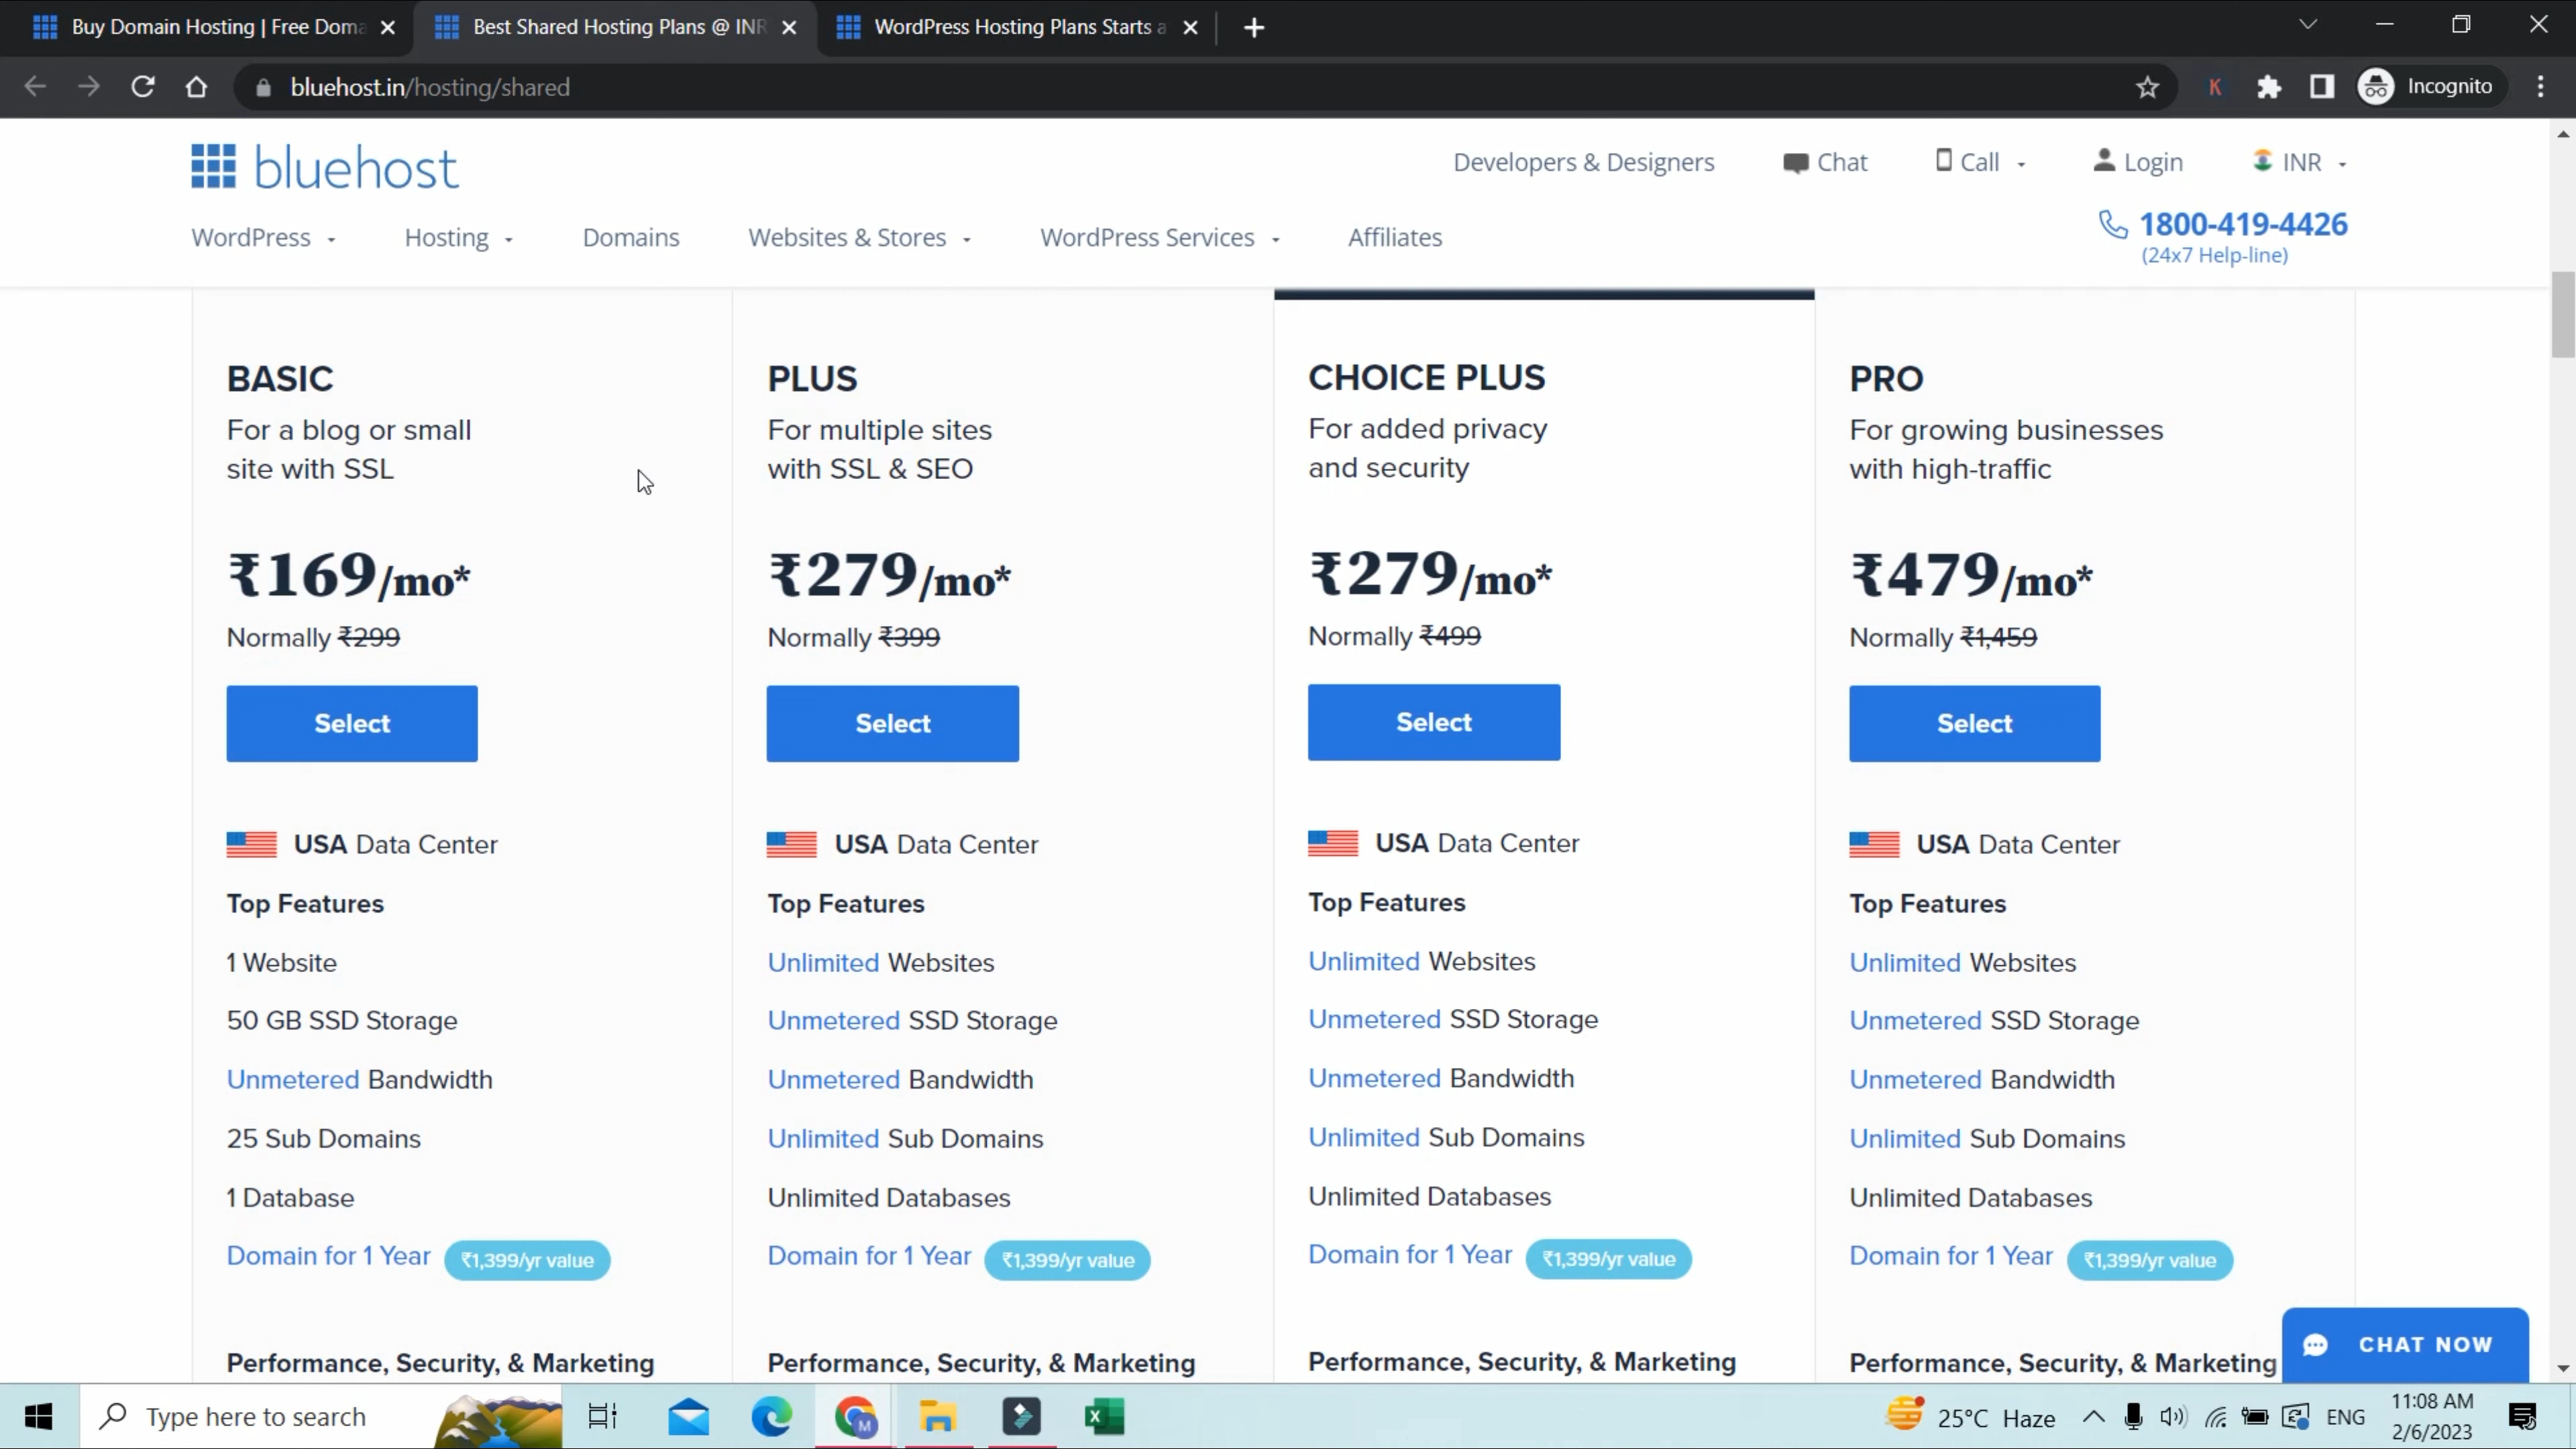 Buy Domain Hosting | Free Doma
Best Shared Hosting Plans @ INR
WordPress Hosting Plans Starts a
bluehost.in/hosting/shared
K
Incognito
bluehost
Developers & Designers
Chat
Call
Login
INR
WordPress
Hosting
Domains
Websites & Stores
WordPress Services
Affiliates
1800-419-4426
(24x7 Help-line)
BASIC
For a blog or small
site with SSL
₹169/mo*
Normally ₹299
Select
USA Data Center
Top Features
1 Website
50 GB SSD Storage
Unmetered Bandwidth
25 Sub Domains
1 Database
Domain for 1 Year ₹1,399/yr value
Performance, Security, & Marketing
PLUS
For multiple sites
with SSL & SEO
₹279/mo*
Normally ₹399
Select
USA Data Center
Top Features
Unlimited Websites
Unmetered SSD Storage
Unmetered Bandwidth
Unlimited Sub Domains
Unlimited Databases
Domain for 1 Year ₹1,399/yr value
Performance, Security, & Marketing
CHOICE PLUS
For added privacy
and security
₹279/mo*
Normally ₹499
Select
USA Data Center
Top Features
Unlimited Websites
Unmetered SSD Storage
Unmetered Bandwidth
Unlimited Sub Domains
Unlimited Databases
Domain for 1 Year ₹1,399/yr value
Performance, Security, & Marketing
PRO
For growing businesses
with high-traffic
₹479/mo*
Normally ₹1,459
Select
USA Data Center
Top Features
Unlimited Websites
Unmetered SSD Storage
Unmetered Bandwidth
Unlimited Sub Domains
Unlimited Databases
Domain for 1 Year ₹1,399/yr value
Performance, Security, & Marketing
CHAT NOW
Type here to search
M
X
25°C Haze
ENG
11:08 AM
2/6/2023